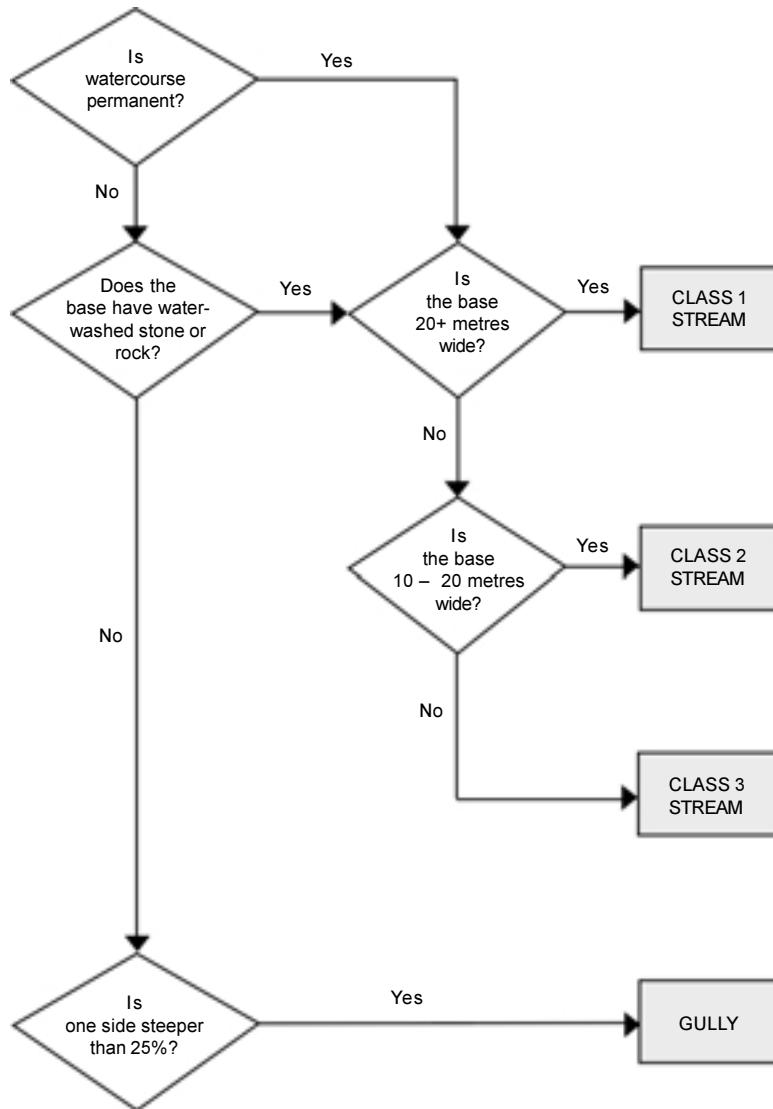 Is
watercourse
permanent?
Yes
No
Does the
base have water-
washed stone or
rock?
Yes
Is
the base
20+ metres
wide?
Yes
CLASS 1
STREAM
No
Is
the base
10 – 20 metres
wide?
Yes
CLASS 2
STREAM
No
No
CLASS 3
STREAM
Is
one side steeper
than 25%?
Yes
GULLY